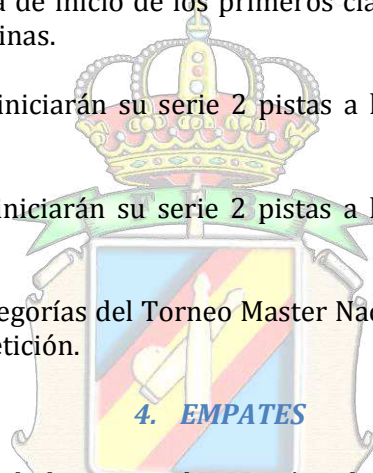 a de inicio de los primeros cla
inas.
iniciarán su serie 2 pistas a l
iniciarán su serie 2 pistas a l
egorías del Torneo Master Nac
etición.
4. EMPATES